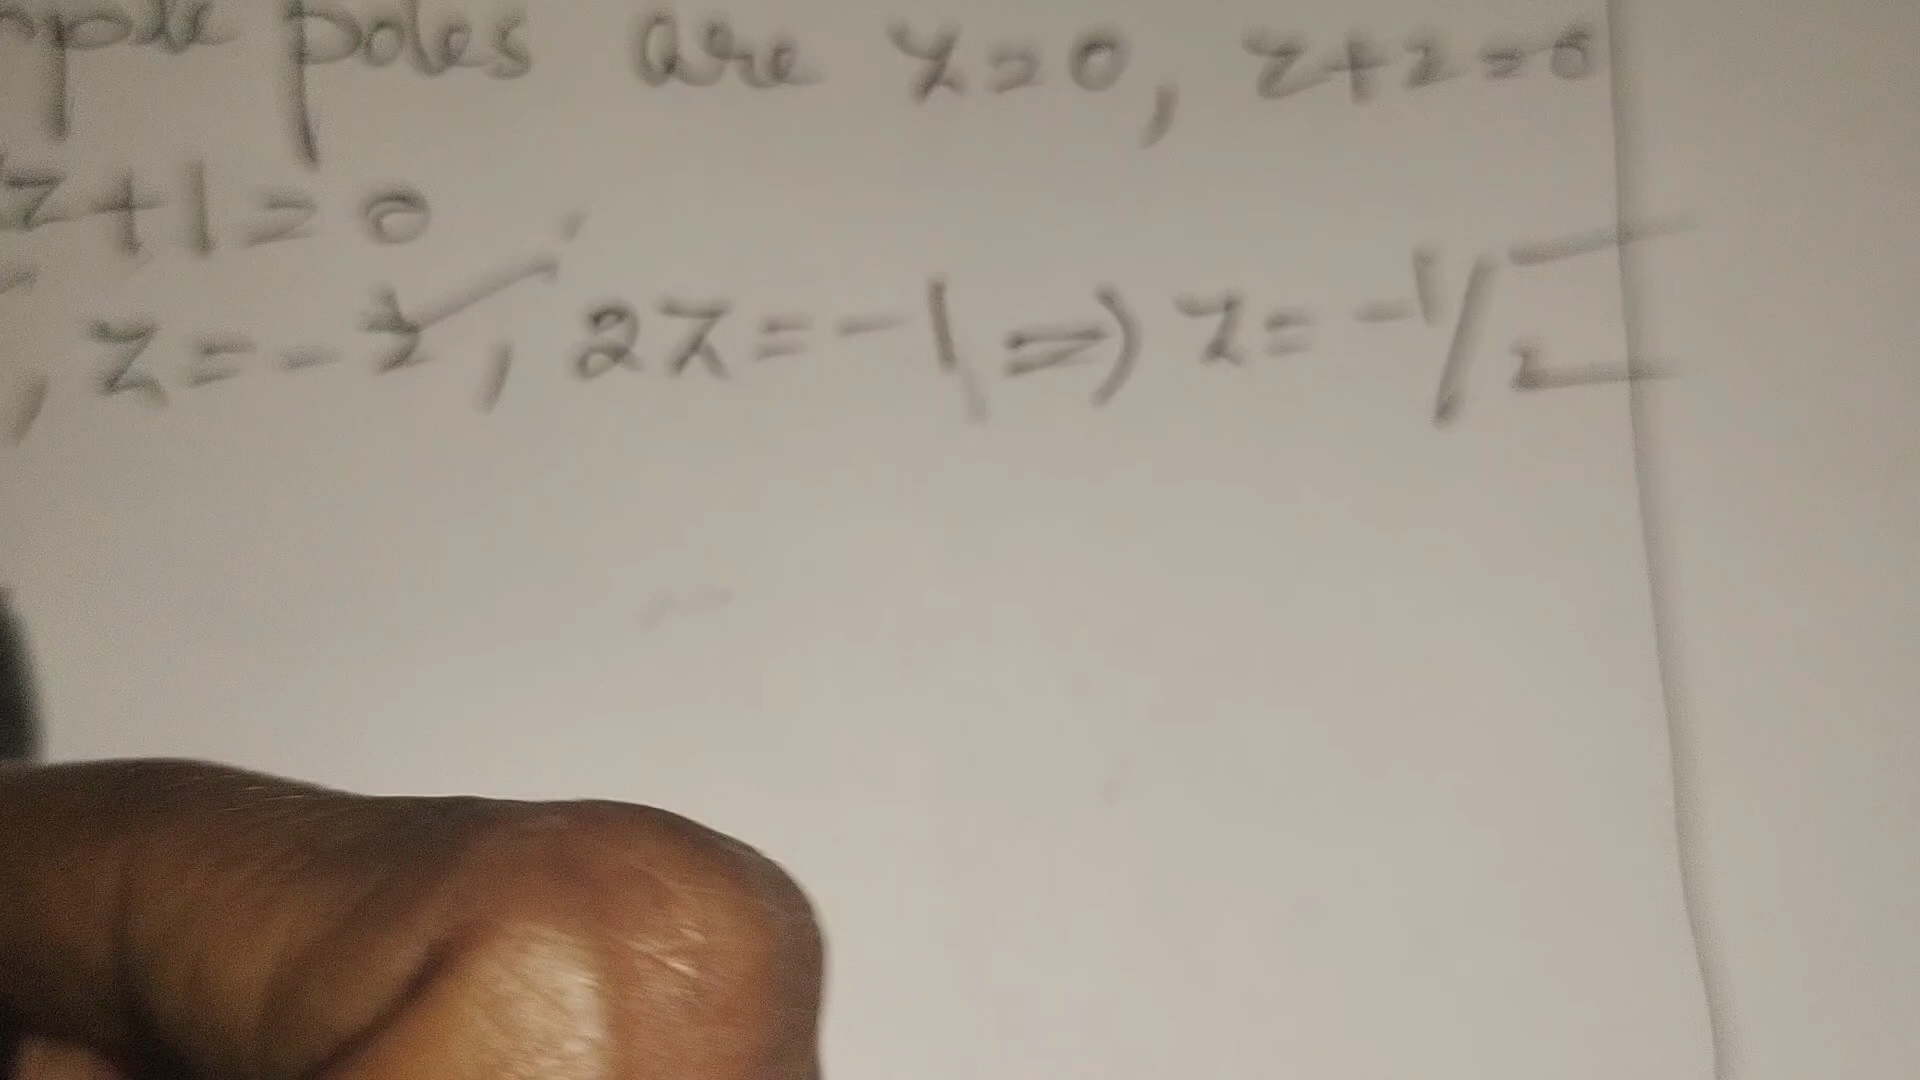 poles are z=0, z+2=0
z+1=0
, z=-2, 2z=-1 => z=-1/2